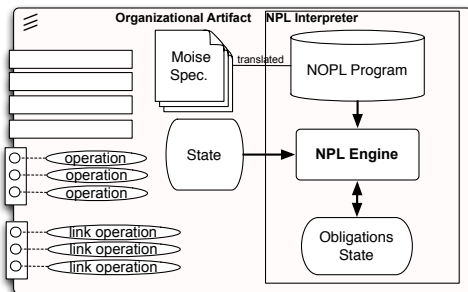 Organizational Artifact
NPL Interpreter
Moise
Spec.
translated
NOPL Program
State
NPL Engine
operation
operation
operation
Obligations
State
link operation
link operation
link operation